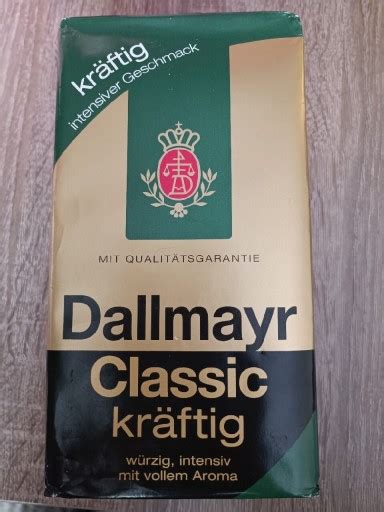 kräftig
intensiver Geschmack
MIT QUALITÄTSGARANTIE
Dallmayr
Classic
kräftig
würzig, intensiv
mit vollem Aroma